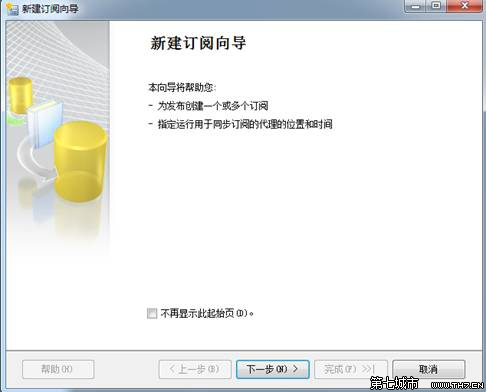 新建订阅向导
新建订阅向导
本向导将帮助您:
- 为发布创建一个或多个订阅
- 指定运行用于同步订阅的代理的位置和时间
不再显示此起始页(D)。
帮助(H)
< 上一步(B)
下一步(N) >
完成(F) >>|
取消
第七城市
WWW.TH7.CN